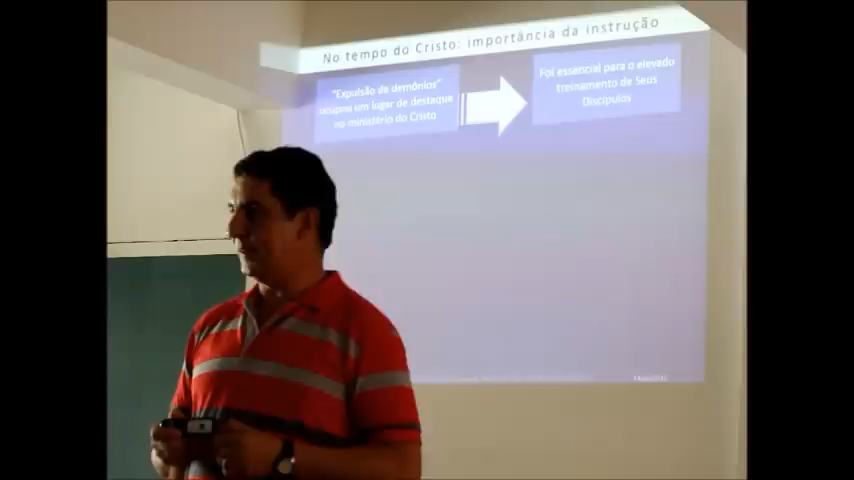 No tempo do Cristo: importância da instrução
"Expulsão de demônios"
ocupou um lugar de destaque
no ministério do Cristo
Foi essencial para o elevado
treinamento de Seus
Discípulos